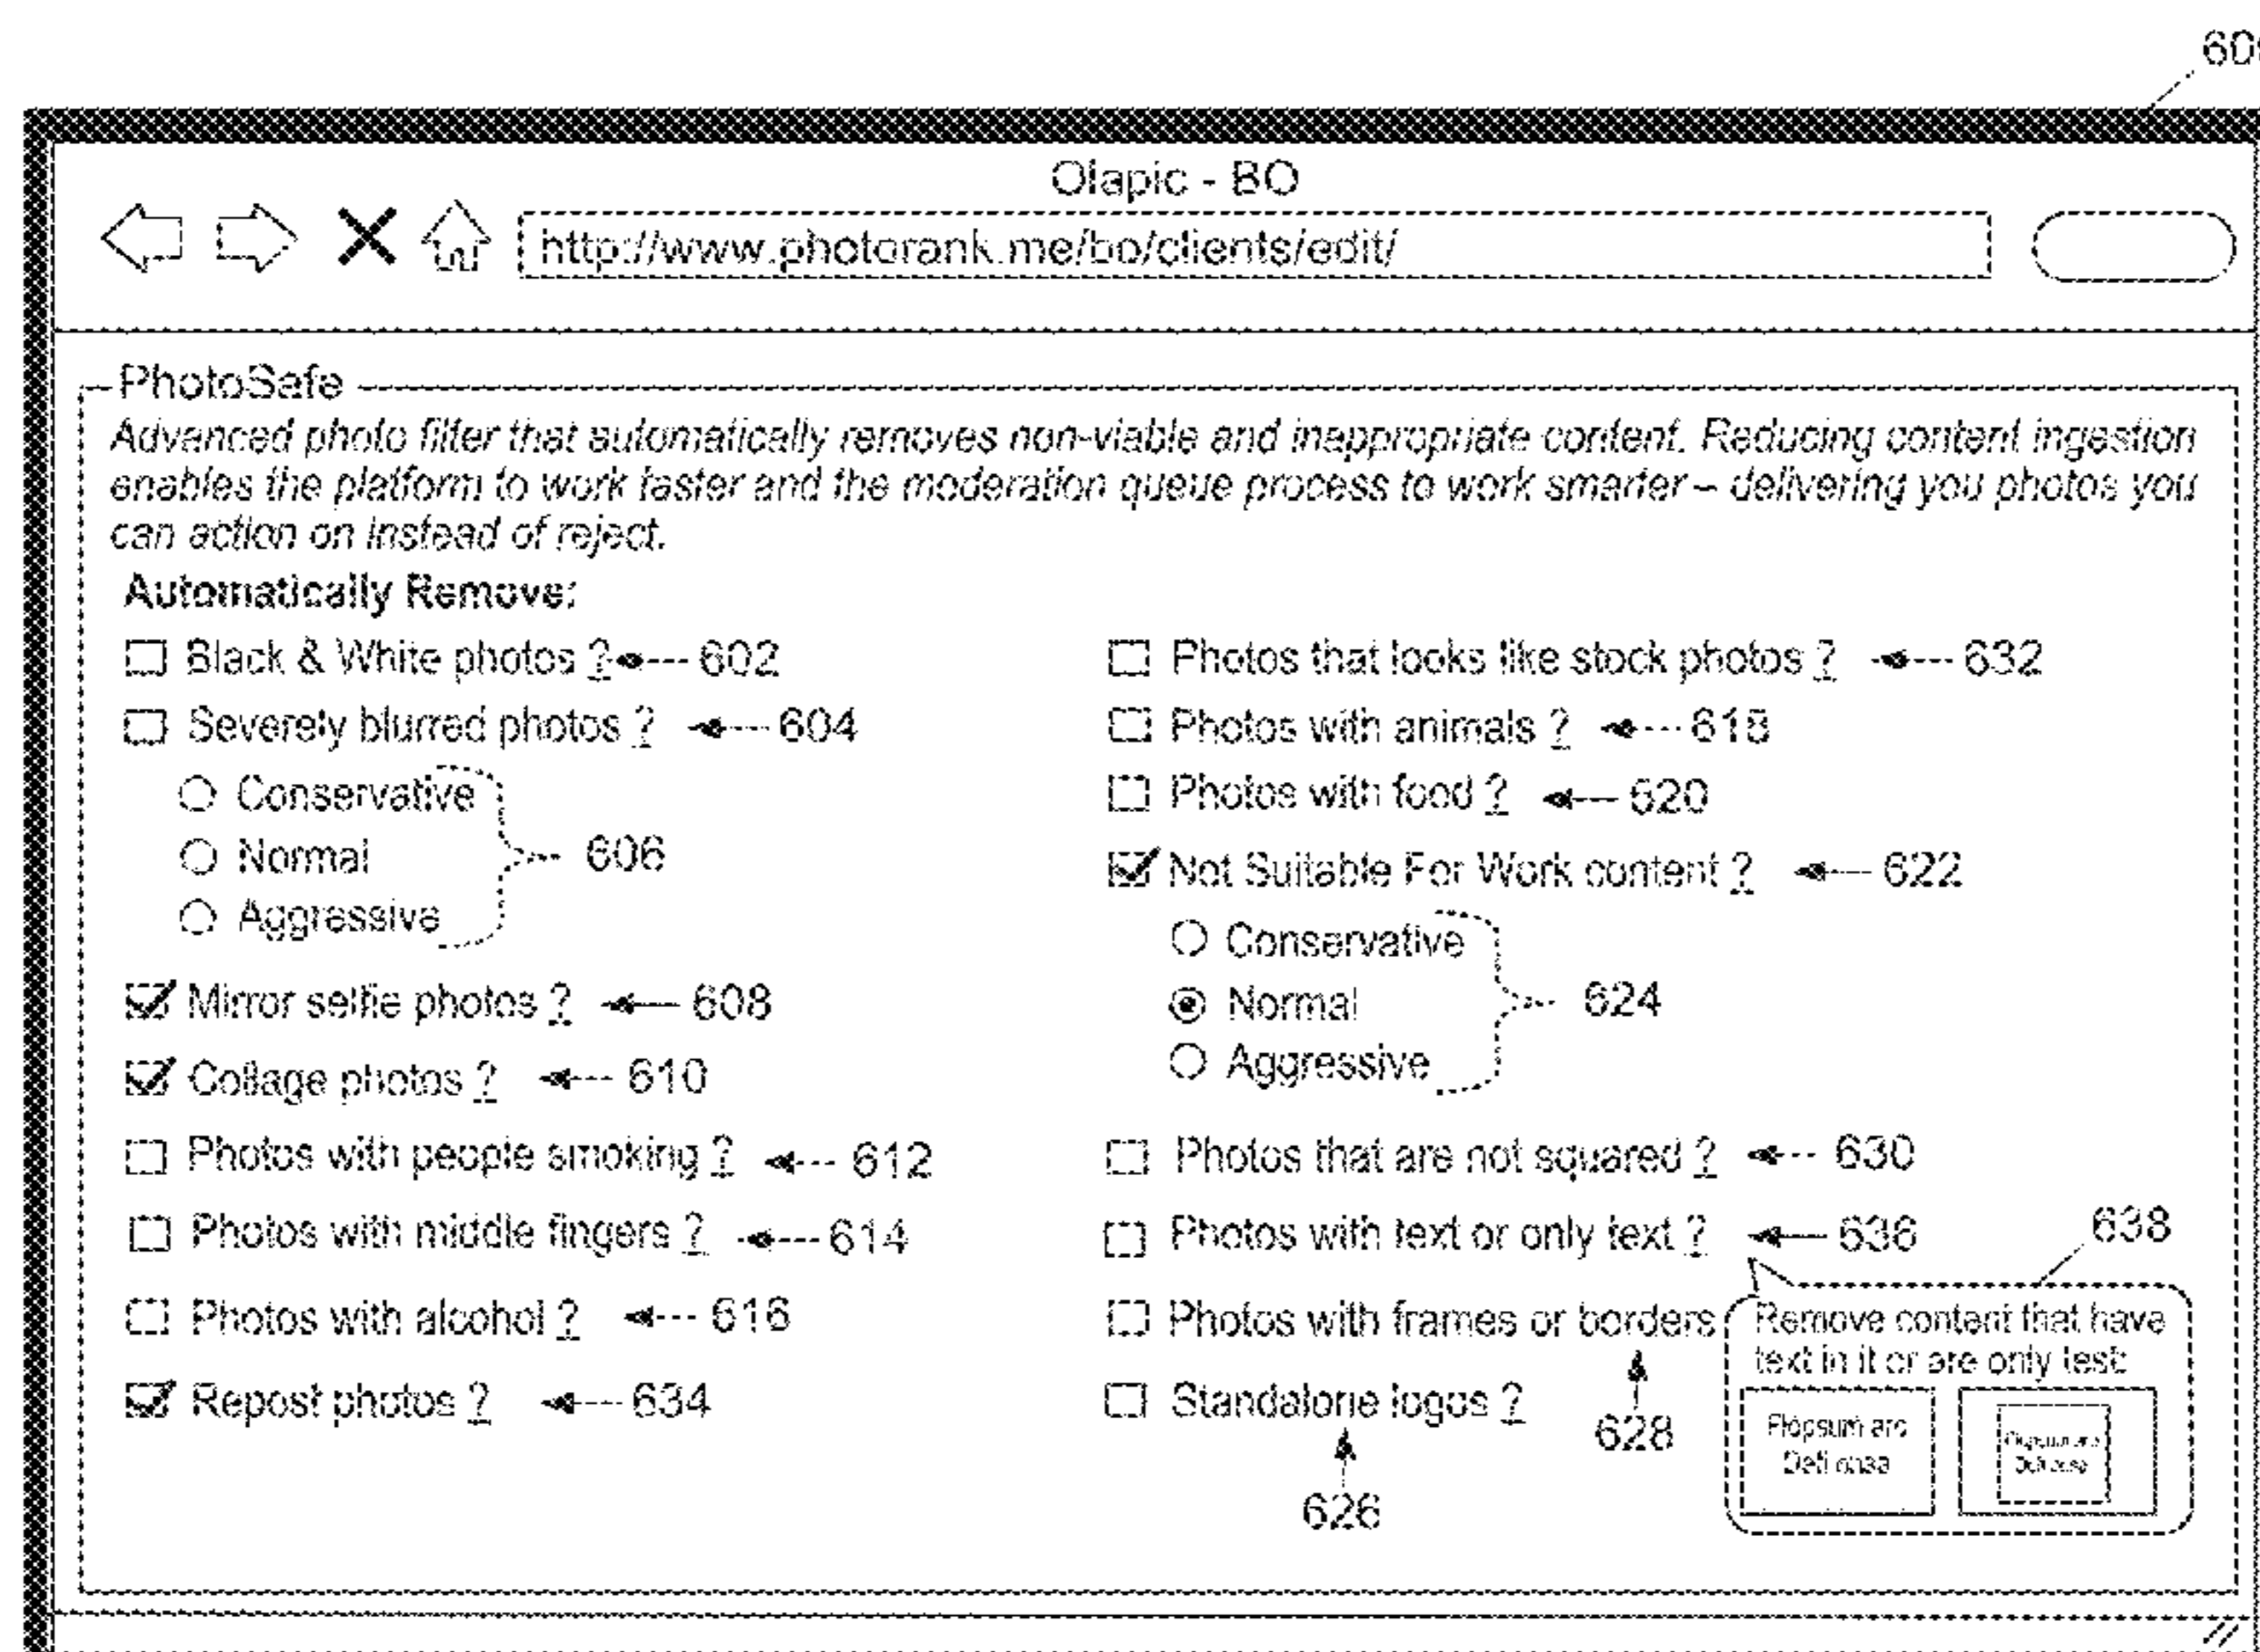 Olapic - BO
http://www.photorank.me/bo/clients/edit/
PhotoSafe
Advanced photo filter that automatically removes non-viable and inappropriate content. Reducing content ingestion
enables the platform to work faster and the moderation queue process to work smarter – delivering you photos you
can action on instead of reject.
Automatically Remove:
Black & White photos ? 602
Severely blurred photos ? 604
Conservative
Normal 606
Aggressive
Mirror selfie photos ? 608
Collage photos ? 610
Photos with people smoking ? 612
Photos with middle fingers ? 614
Photos with alcohol ? 616
Repost photos ? 634
Photos that looks like stock photos ? 632
Photos with animals ? 618
Photos with food ? 620
Not Suitable For Work content ? 622
Conservative
Normal 624
Aggressive
Photos that are not squared ? 630
Photos with text or only text ? 636
638
Photos with frames or borders
628
Standalone logos ?
626
Remove content that have
text in it or are only test: